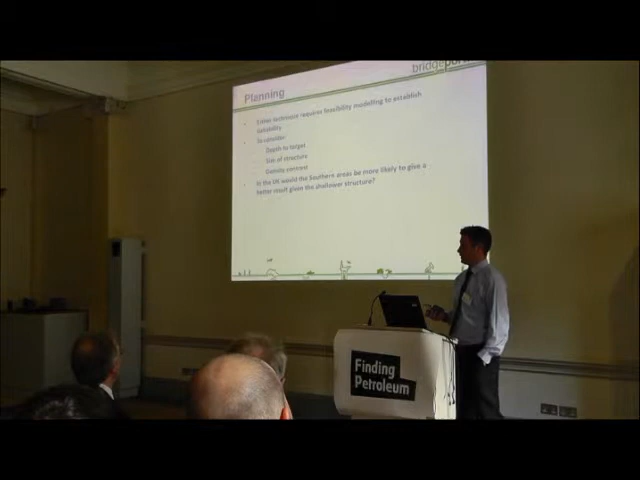 bridgepor
Planning
Either technique requires feasibility modelling to establish
suitability
To consider
Depth to target
Size of structure
Density contrast
In the UK would the Southern areas be more likely to give a
better result given the shallower structure?
Finding
Petroleum